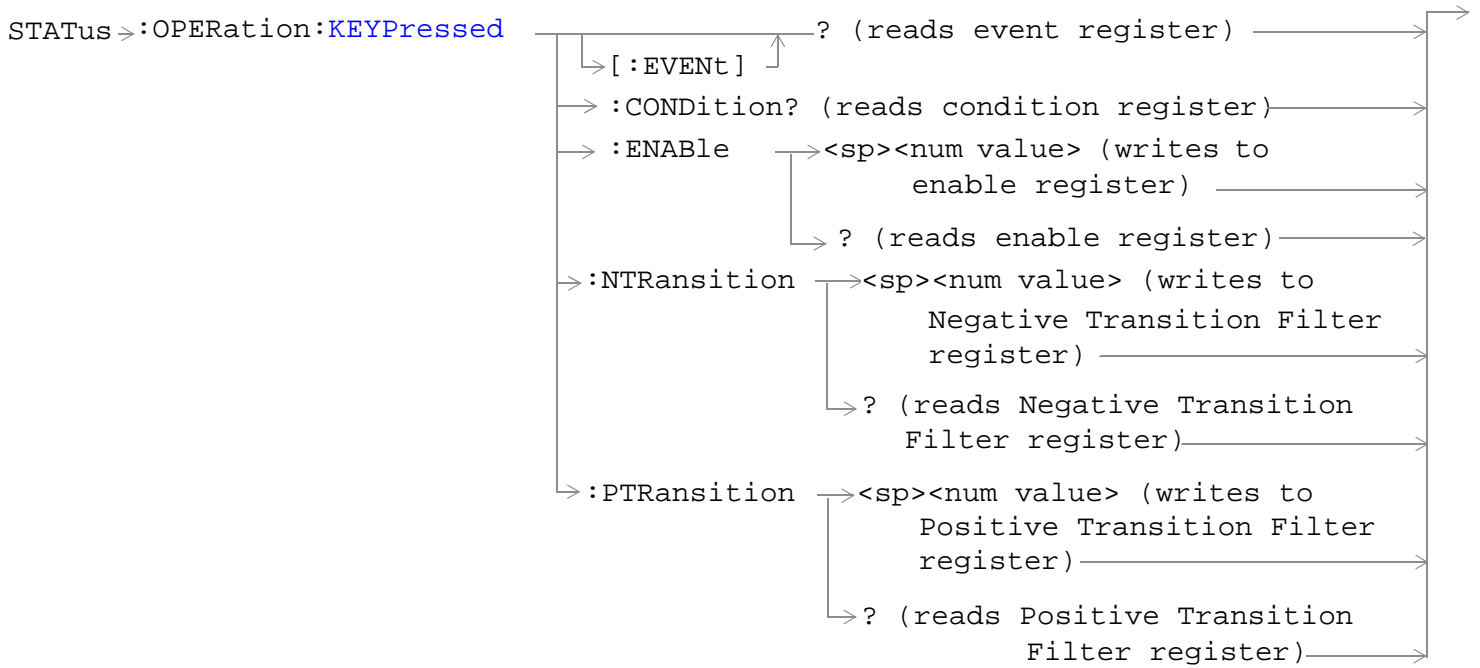 STATus :OPERation:KEYPressed ? (reads event register)
[:EVENt]
:CONDition? (reads condition register)
:ENABle <sp><num value> (writes to
enable register)
? (reads enable register)
:NTRansition <sp><num value> (writes to
Negative Transition Filter
register)
? (reads Negative Transition
Filter register)
:PTRansition <sp><num value> (writes to
Positive Transition Filter
register)
? (reads Positive Transition
Filter register)